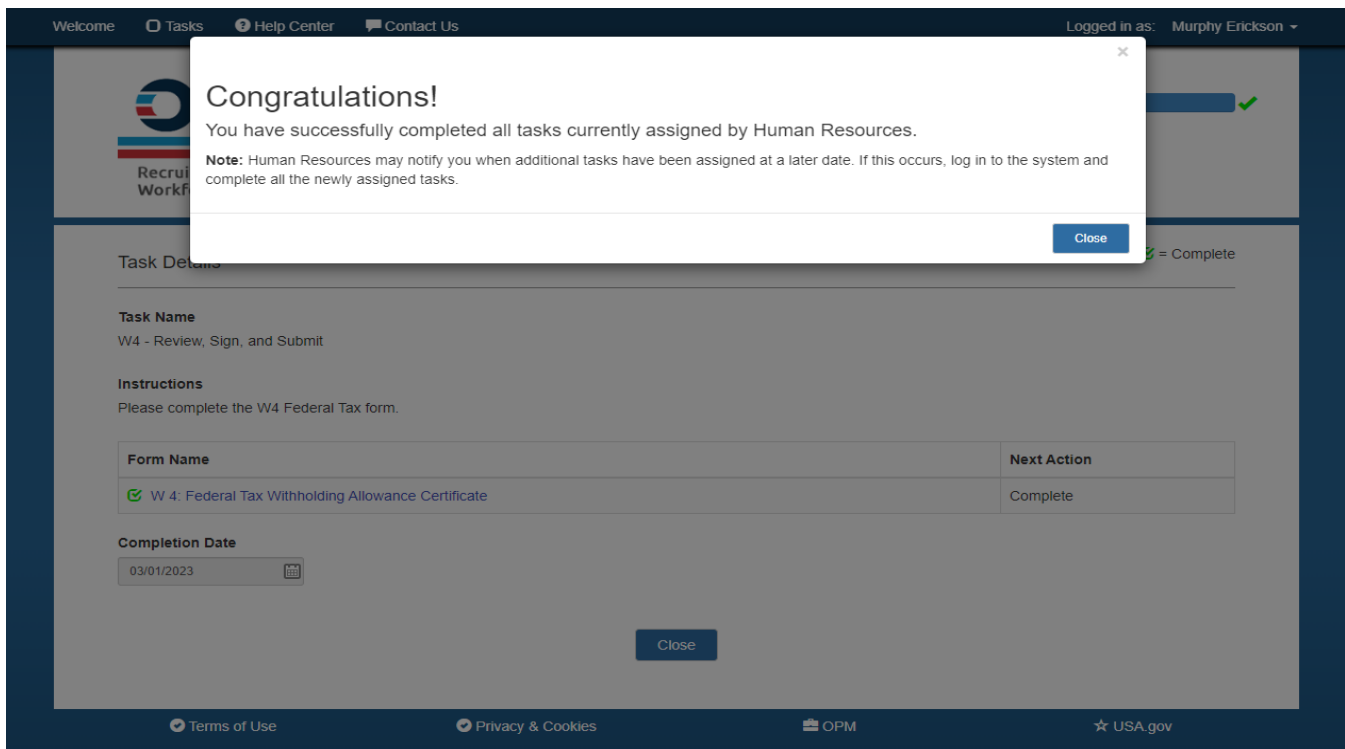 Welcome Tasks Help Center Contact Us Logged in as: Murphy Erickson
×
Congratulations!
You have successfully completed all tasks currently assigned by Human Resources.
Note: Human Resources may notify you when additional tasks have been assigned at a later date. If this occurs, log in to the system and
complete all the newly assigned tasks.
Close
Task Details
= Complete
Task Name
W4 - Review, Sign, and Submit
Instructions
Please complete the W4 Federal Tax form.
Form Name Next Action
W 4: Federal Tax Withholding Allowance Certificate Complete
Completion Date
03/01/2023
Close
Terms of Use Privacy & Cookies OPM USA.gov